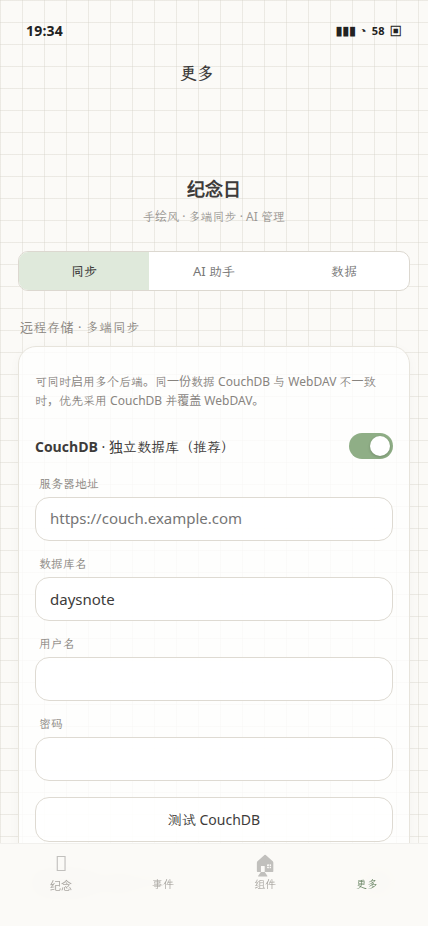 19:34
58
更多
纪念日
手绘风 · 多端同步 · AI 管理
同步
AI 助手
数据
远程存储 · 多端同步
可同时启用多个后端。同一份数据 CouchDB 与 WebDAV 不一致
时，优先采用 CouchDB 并覆盖 WebDAV。
CouchDB · 独立数据库（推荐）
服务器地址
https://couch.example.com
数据库名
daysnote
用户名
密码
测试 CouchDB
纪念
事件
组件
更多